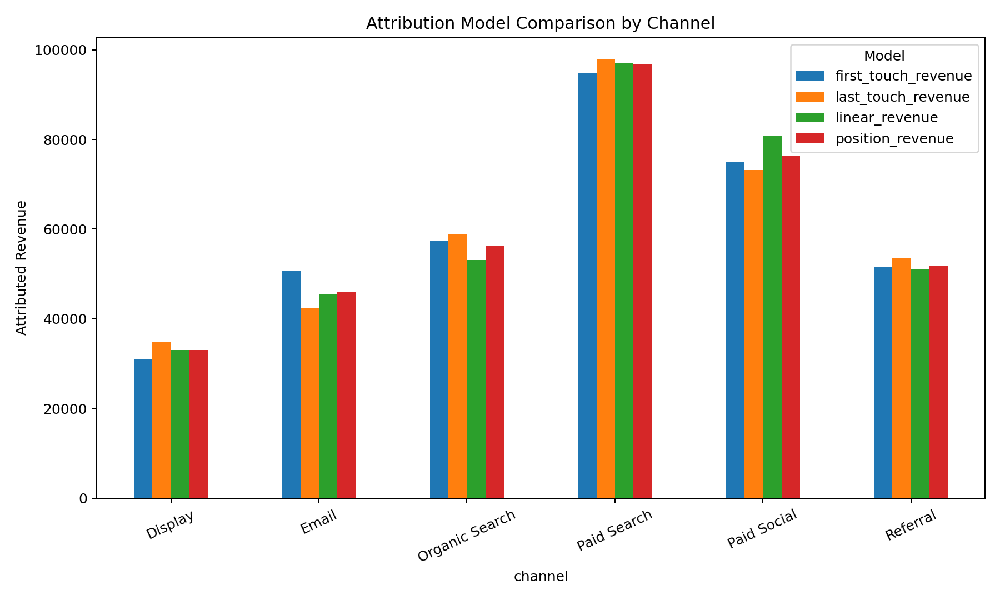 Attribution Model Comparison by Channel
Attributed Revenue
100000
80000
60000
40000
20000
0
Model
first_touch_revenue
last_touch_revenue
linear_revenue
position_revenue
Display
Email
Organic Search
Paid Search
Paid Social
Referral
channel